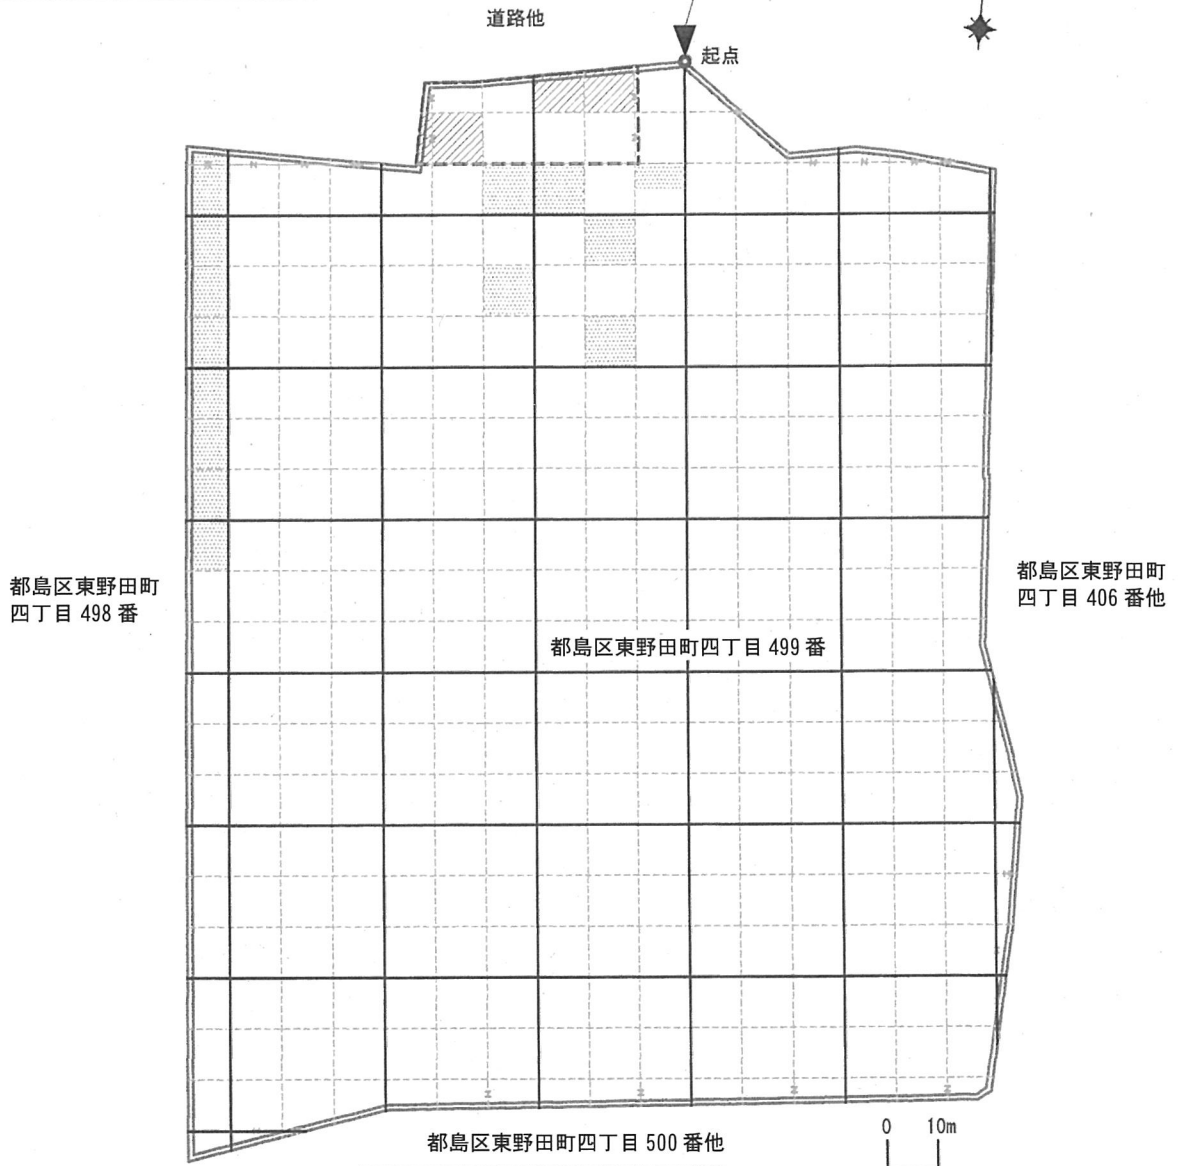 道路他
起点
都島区東野田町
四丁目 498 番
都島区東野田町
四丁目 406 番他
都島区東野田町四丁目 499 番
都島区東野田町四丁目 500 番他
0 10m